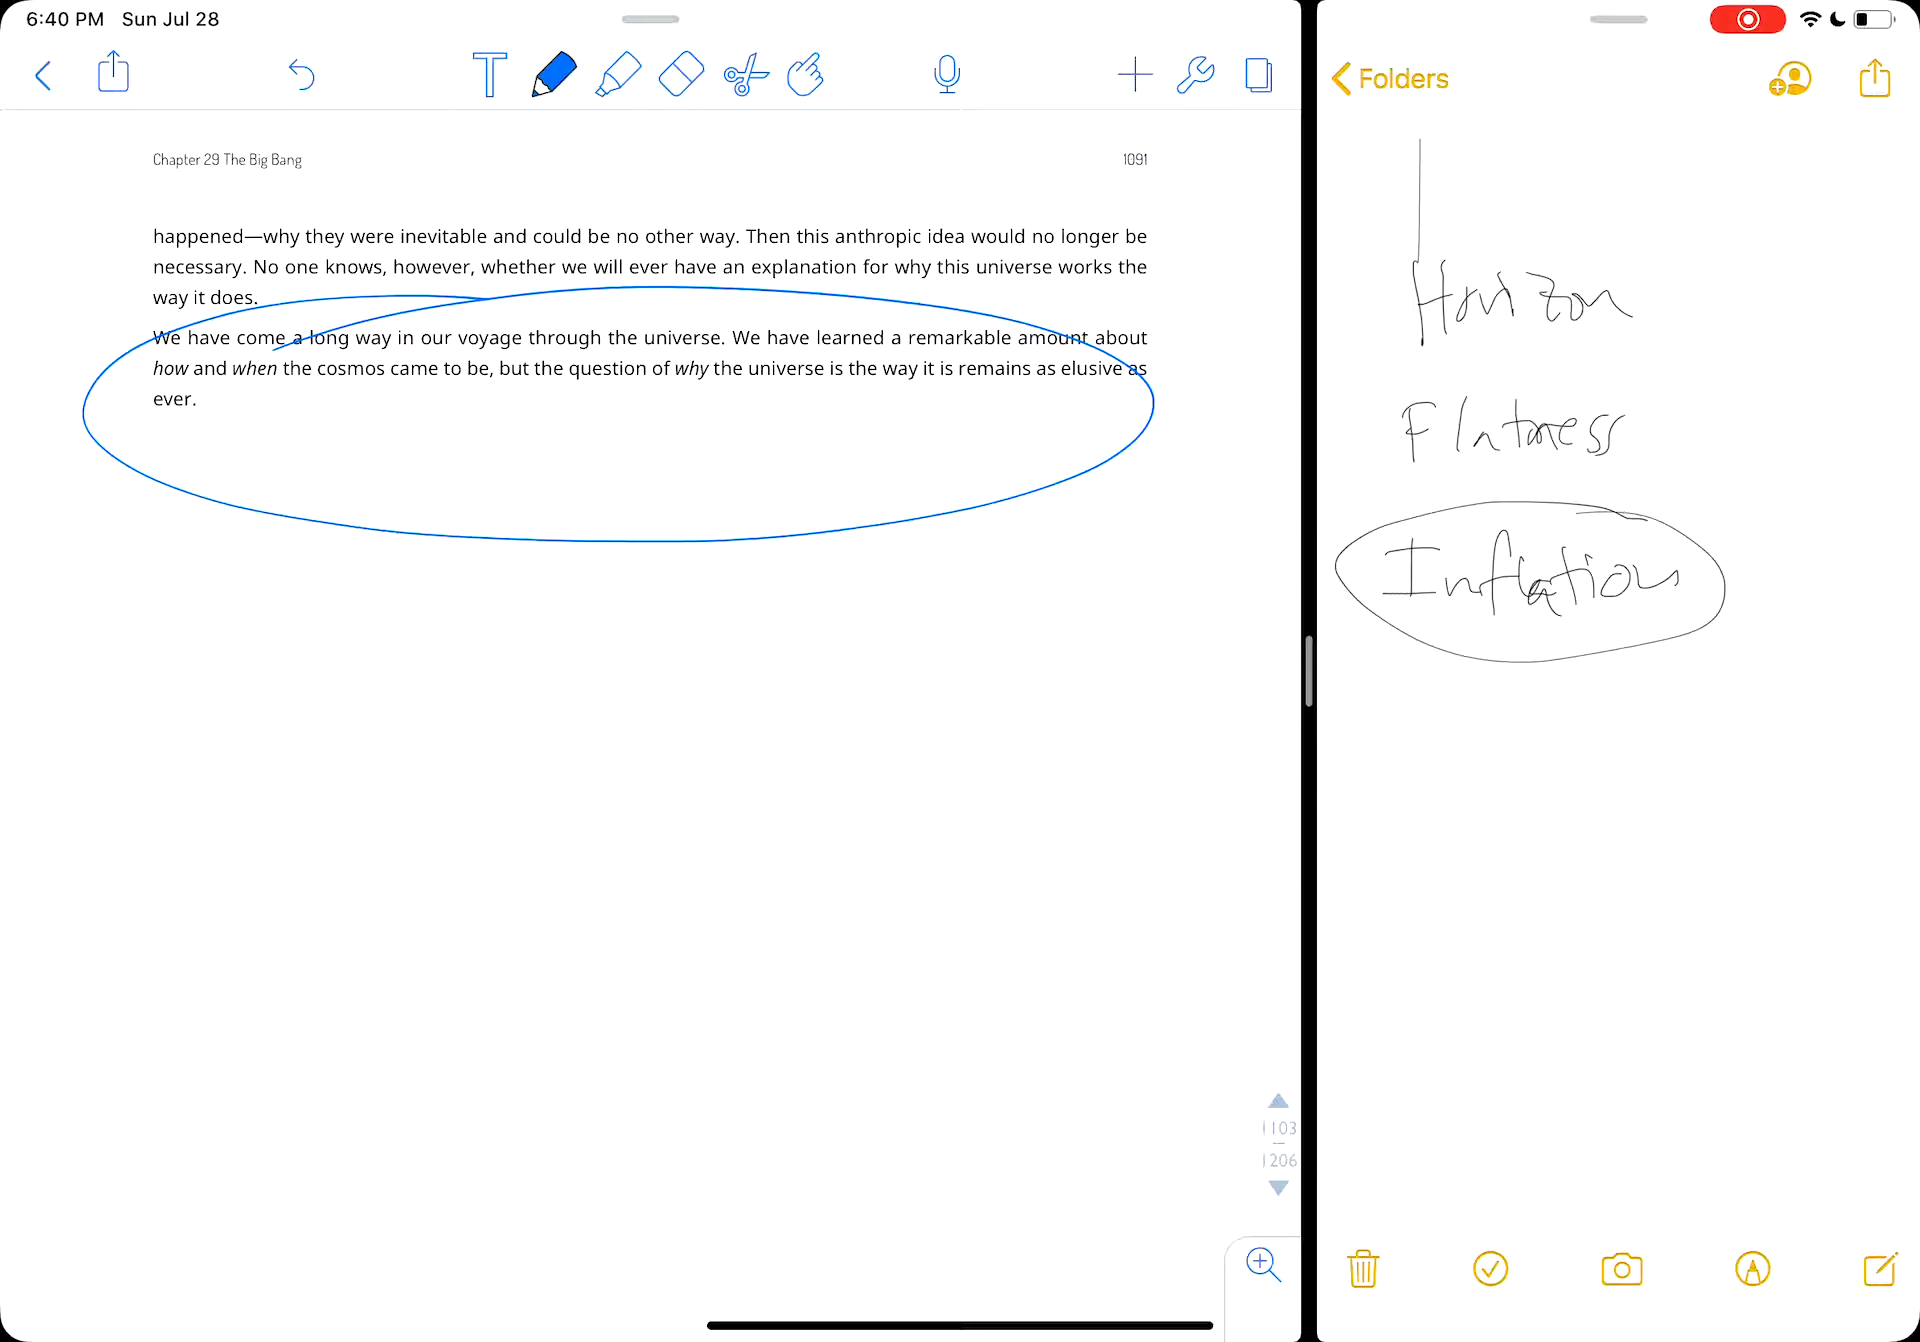 6:40 PM Sun Jul 28
Folders
Chapter 29 The Big Bang 1091
happened—why they were inevitable and could be no other way. Then this anthropic idea would no longer be
necessary. No one knows, however, whether we will ever have an explanation for why this universe works the
way it does.
We have come a long way in our voyage through the universe. We have learned a remarkable amount about
how and when the cosmos came to be, but the question of why the universe is the way it is remains as elusive as
ever.
1103
1206
Horizon
Flatness
Inflation